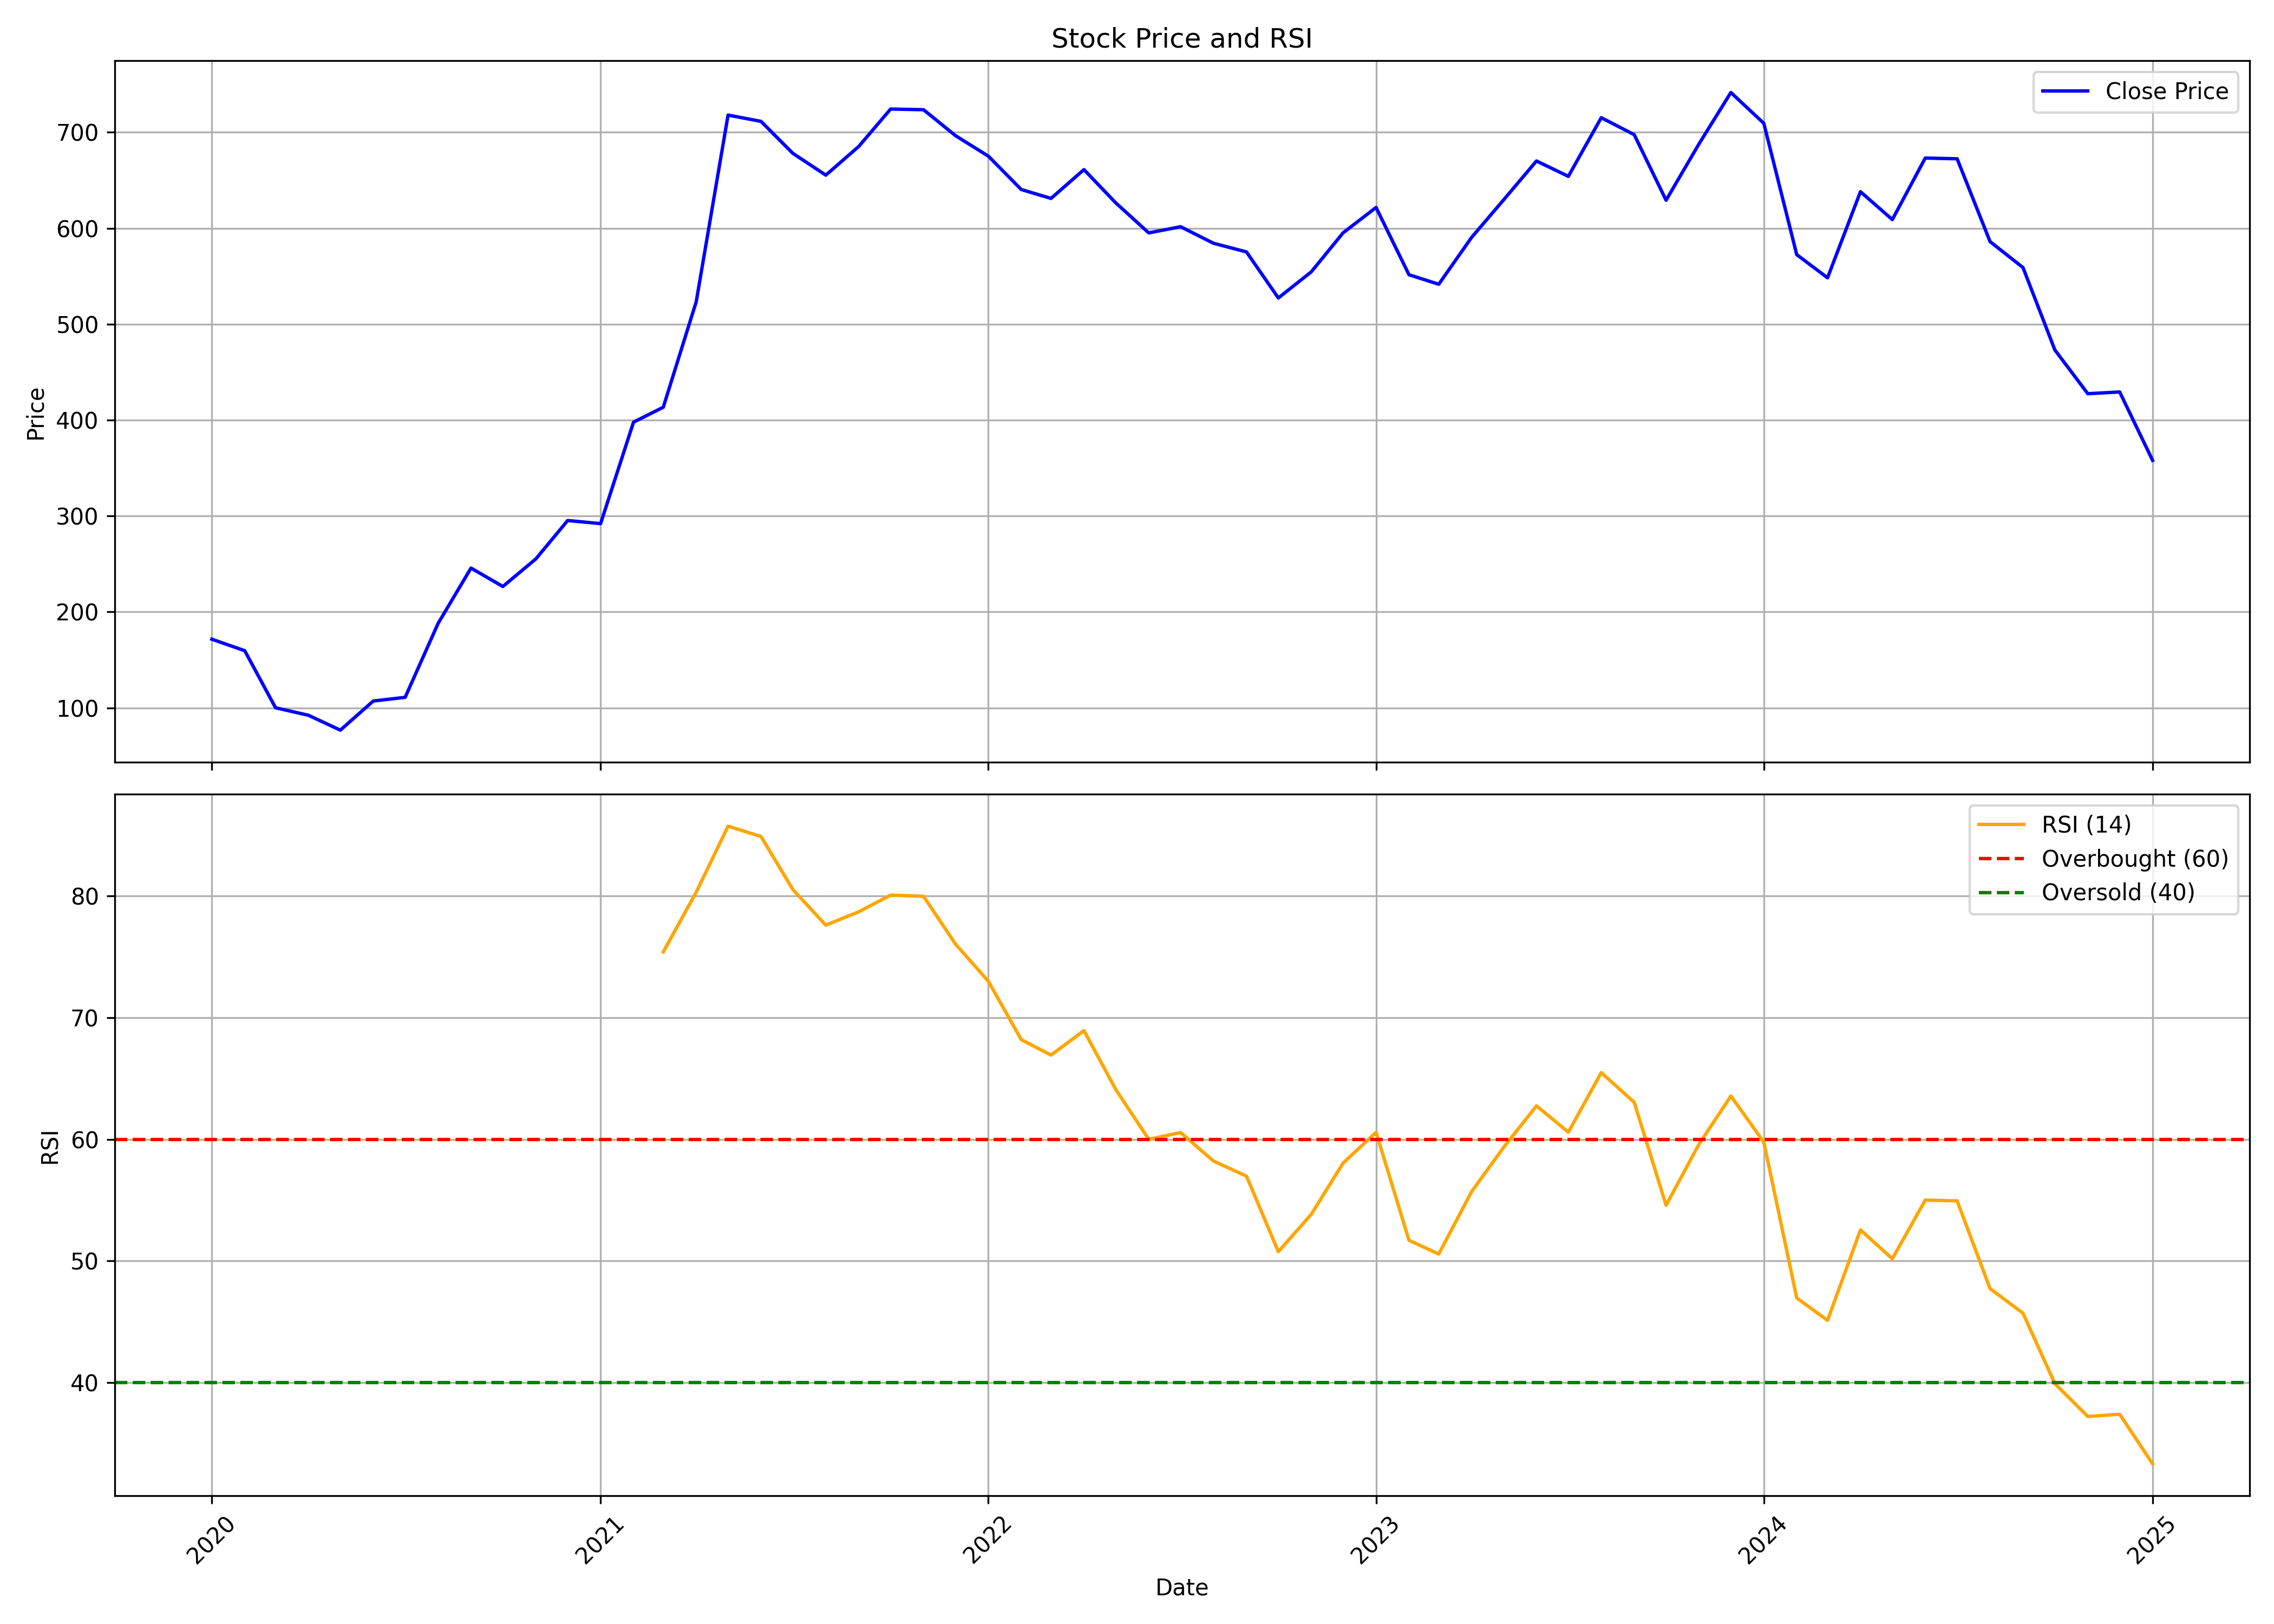 Stock Price and RSI
Close Price
700
600
500
400
300
200
100
Price
RSI (14)
Overbought (60)
Oversold (40)
80
70
60
50
40
RSI
2020
2021
2022
2023
2024
2025
Date